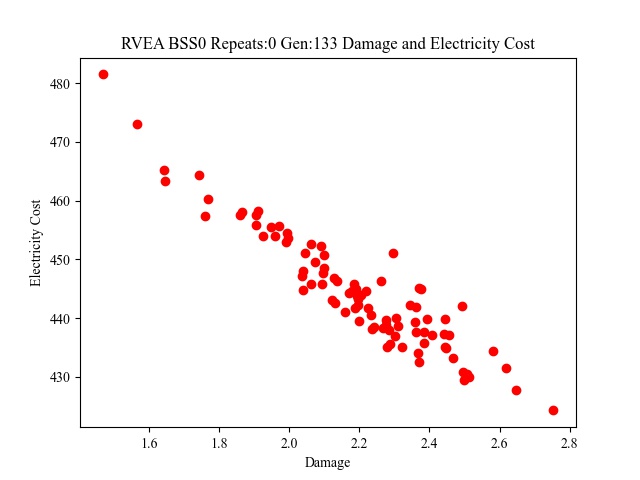 RVEA BSS0 Repeats:0 Gen:133 Damage and Electricity Cost
480
470
460
450
440
430
Electricity Cost
1.6 1.8 2.0 2.2 2.4 2.6 2.8
Damage